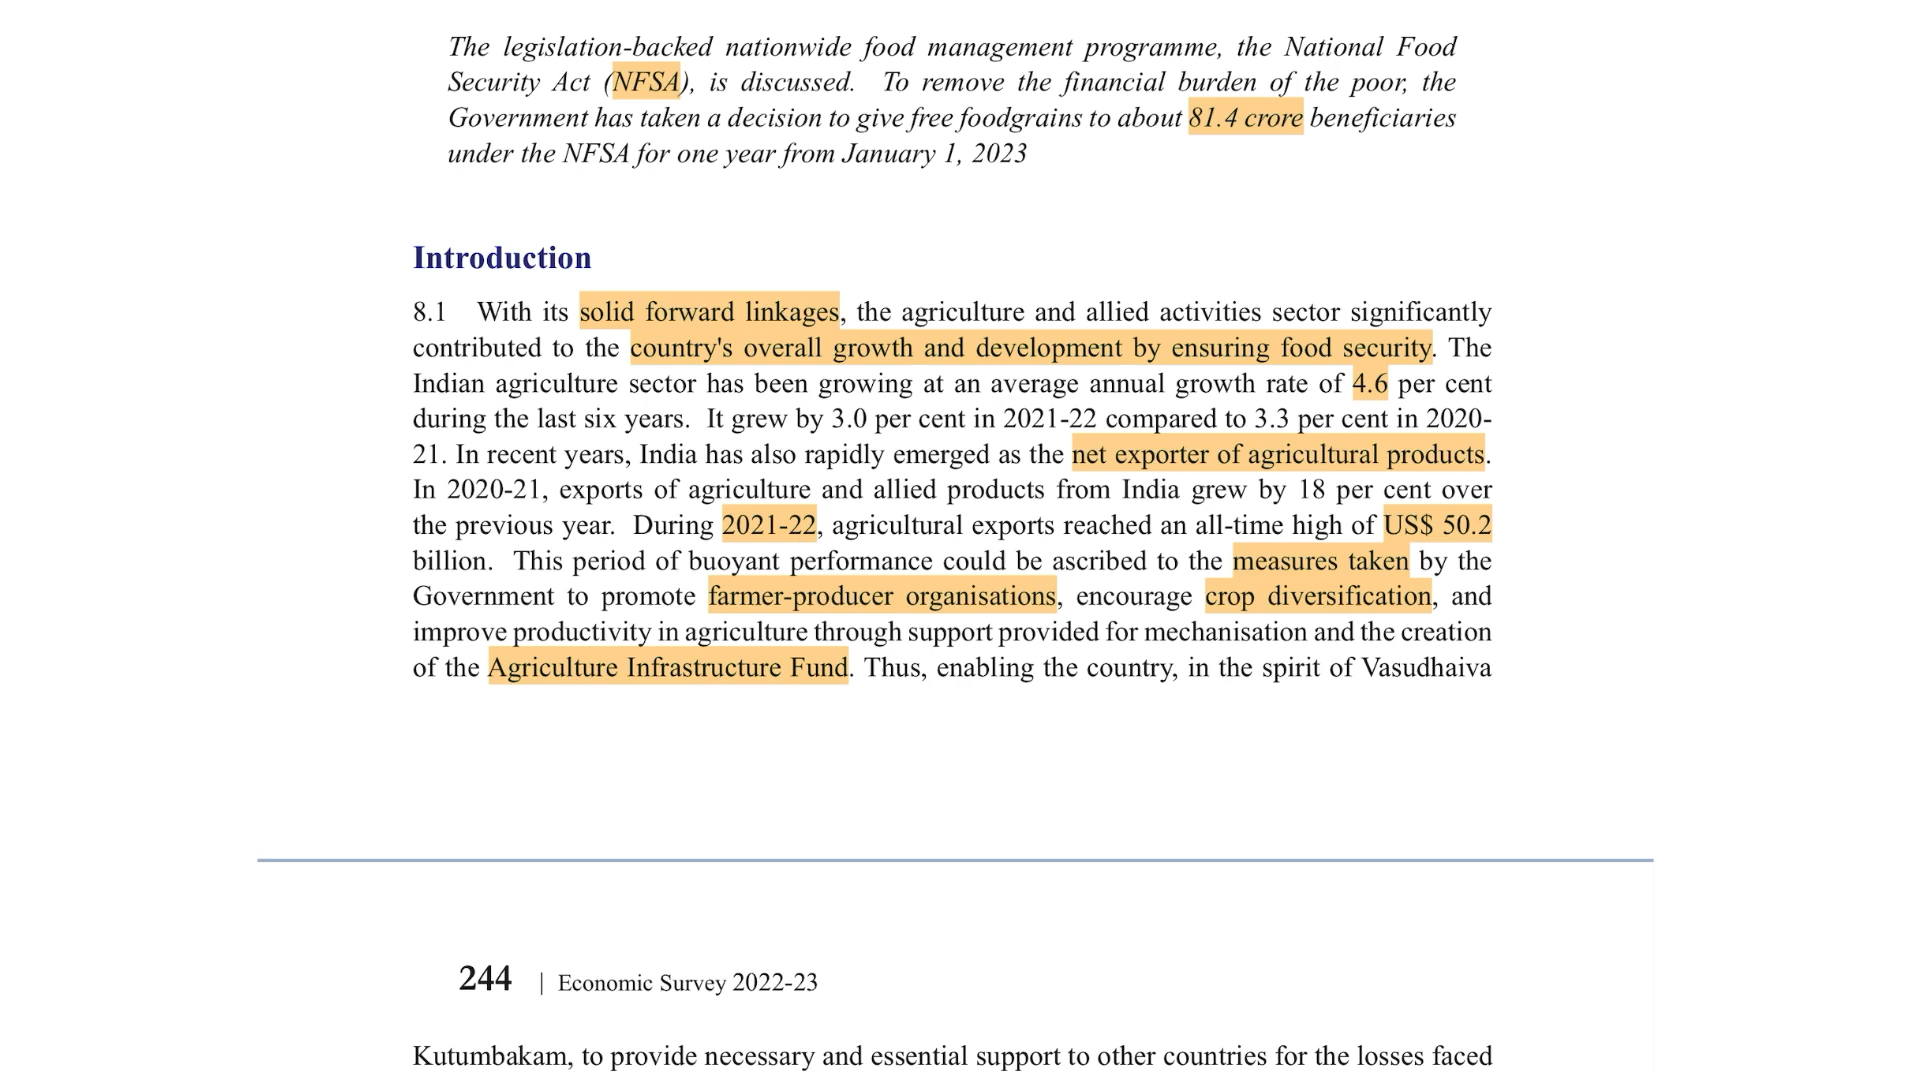 The legislation-backed nationwide food management programme, the National Food
Security Act (NFSA), is discussed. To remove the financial burden of the poor, the
Government has taken a decision to give free foodgrains to about 81.4 crore beneficiaries
under the NFSA for one year from January 1, 2023
Introduction
8.1 With its solid forward linkages, the agriculture and allied activities sector significantly
contributed to the country's overall growth and development by ensuring food security. The
Indian agriculture sector has been growing at an average annual growth rate of 4.6 per cent
during the last six years. It grew by 3.0 per cent in 2021-22 compared to 3.3 per cent in 2020-
21. In recent years, India has also rapidly emerged as the net exporter of agricultural products.
In 2020-21, exports of agriculture and allied products from India grew by 18 per cent over
the previous year. During 2021-22, agricultural exports reached an all-time high of US$ 50.2
billion. This period of buoyant performance could be ascribed to the measures taken by the
Government to promote farmer-producer organisations, encourage crop diversification, and
improve productivity in agriculture through support provided for mechanisation and the creation
of the Agriculture Infrastructure Fund. Thus, enabling the country, in the spirit of Vasudhaiva
244 | Economic Survey 2022-23
Kutumbakam, to provide necessary and essential support to other countries for the losses faced